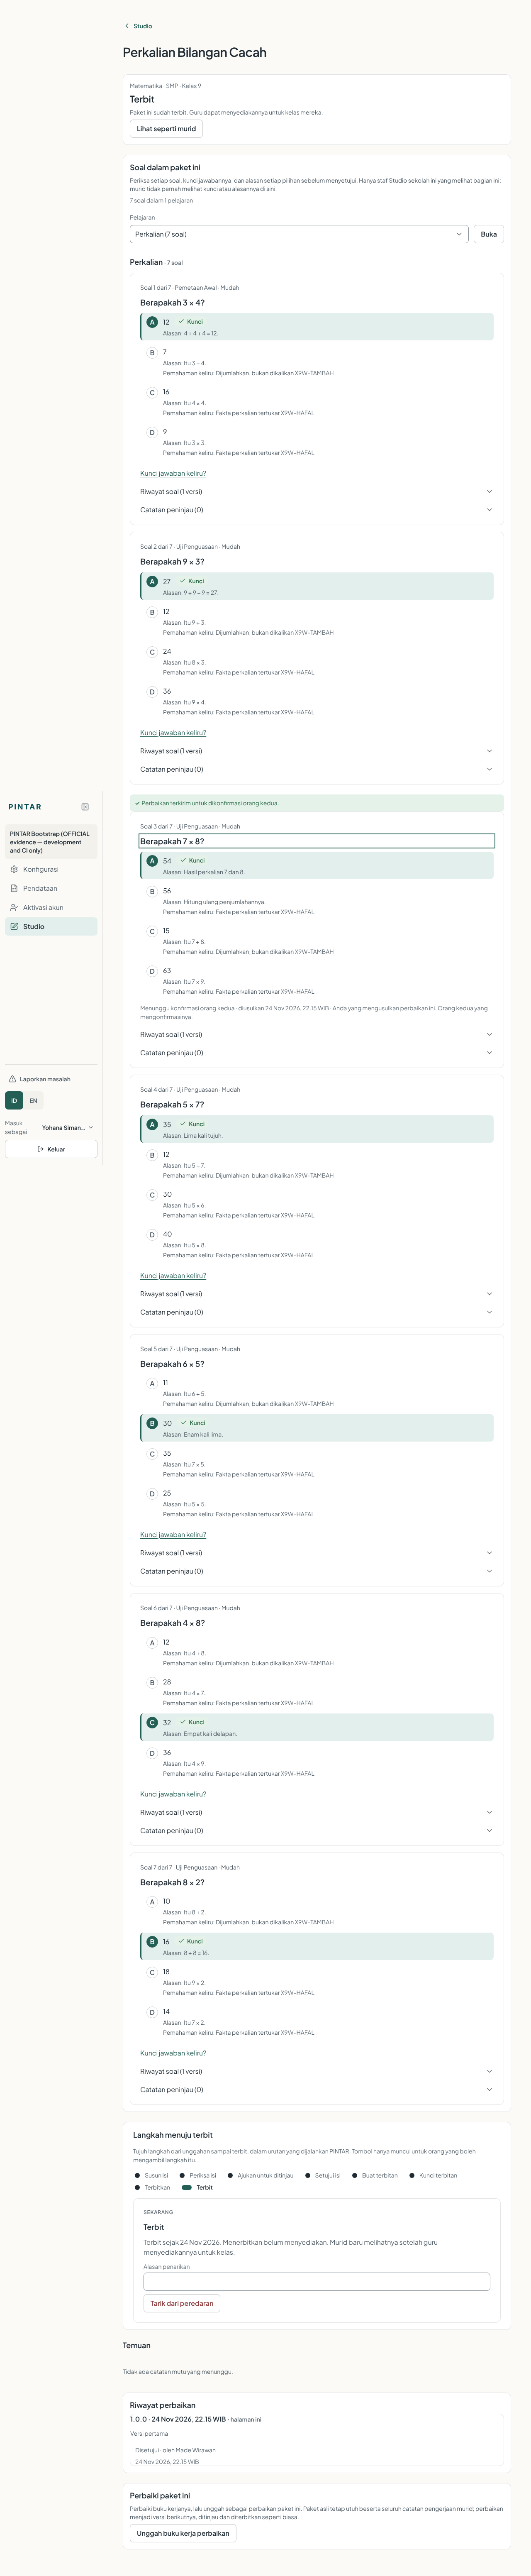 Studio
Perkalian Bilangan Cacah
Matematika · SMP · Kelas 9
Terbit
Paket ini sudah terbit. Guru dapat menyediakannya untuk kelas mereka.
Lihat seperti murid
Soal dalam paket ini
Periksa setiap soal, kunci jawabannya, dan alasan setiap pilihan sebelum menyetujui. Hanya staf Studio sekolah ini yang melihat bagian ini; murid tidak pernah melihat kunci atau alasannya di sini.
7 soal dalam 1 pelajaran
Pelajaran
Perkalian (7 soal)
Buka
Perkalian · 7 soal
Soal 1 dari 7 · Pemetaan Awal · Mudah
Berapakah 3 × 4?
A 12 Kunci
Alasan: 4 + 4 + 4 = 12.
B 7
Alasan: Itu 3 + 4.
Pemahaman keliru: Dijumlahkan, bukan dikalikan X9W-TAMBAH
C 16
Alasan: Itu 4 × 4.
Pemahaman keliru: Fakta perkalian tertukar X9W-HAFAL
D 9
Alasan: Itu 3 × 3.
Pemahaman keliru: Fakta perkalian tertukar X9W-HAFAL
Kunci jawaban keliru?
Riwayat soal (1 versi)
Catatan peninjau (0)
Soal 2 dari 7 · Uji Penguasaan · Mudah
Berapakah 9 × 3?
A 27 Kunci
Alasan: 9 + 9 + 9 = 27.
B 12
Alasan: Itu 9 + 3.
Pemahaman keliru: Dijumlahkan, bukan dikalikan X9W-TAMBAH
C 24
Alasan: Itu 8 × 3.
Pemahaman keliru: Fakta perkalian tertukar X9W-HAFAL
D 36
Alasan: Itu 9 × 4.
Pemahaman keliru: Fakta perkalian tertukar X9W-HAFAL
Kunci jawaban keliru?
Riwayat soal (1 versi)
Catatan peninjau (0)
PINTAR
PINTAR Bootstrap (OFFICIAL evidence — development and CI only)
Konfigurasi
Pendataan
Aktivasi akun
Studio
Laporkan masalah
ID EN
Masuk sebagai Yohana Siman...
Keluar
Perbaikan terkirim untuk dikonfirmasi orang kedua.
Soal 3 dari 7 · Uji Penguasaan · Mudah
Berapakah 7 × 8?
A 54 Kunci
Alasan: Hasil perkalian 7 dan 8.
B 56
Alasan: Hitung ulang penjumlahannya.
Pemahaman keliru: Fakta perkalian tertukar X9W-HAFAL
C 15
Alasan: Itu 7 + 8.
Pemahaman keliru: Dijumlahkan, bukan dikalikan X9W-TAMBAH
D 63
Alasan: Itu 7 × 9.
Pemahaman keliru: Fakta perkalian tertukar X9W-HAFAL
Menunggu konfirmasi orang kedua · diusulkan 24 Nov 2026, 22.15 WIB · Anda yang mengusulkan perbaikan ini. Orang kedua yang mengonfirmasinya.
Riwayat soal (1 versi)
Catatan peninjau (0)
Soal 4 dari 7 · Uji Penguasaan · Mudah
Berapakah 5 × 7?
A 35 Kunci
Alasan: Lima kali tujuh.
B 12
Alasan: Itu 5 + 7.
Pemahaman keliru: Dijumlahkan, bukan dikalikan X9W-TAMBAH
C 30
Alasan: Itu 5 × 6.
Pemahaman keliru: Fakta perkalian tertukar X9W-HAFAL
D 40
Alasan: Itu 5 × 8.
Pemahaman keliru: Fakta perkalian tertukar X9W-HAFAL
Kunci jawaban keliru?
Riwayat soal (1 versi)
Catatan peninjau (0)
Soal 5 dari 7 · Uji Penguasaan · Mudah
Berapakah 6 × 5?
A 11
Alasan: Itu 6 + 5.
Pemahaman keliru: Dijumlahkan, bukan dikalikan X9W-TAMBAH
B 30 Kunci
Alasan: Enam kali lima.
C 35
Alasan: Itu 7 × 5.
Pemahaman keliru: Fakta perkalian tertukar X9W-HAFAL
D 25
Alasan: Itu 5 × 5.
Pemahaman keliru: Fakta perkalian tertukar X9W-HAFAL
Kunci jawaban keliru?
Riwayat soal (1 versi)
Catatan peninjau (0)
Soal 6 dari 7 · Uji Penguasaan · Mudah
Berapakah 4 × 8?
A 12
Alasan: Itu 4 + 8.
Pemahaman keliru: Dijumlahkan, bukan dikalikan X9W-TAMBAH
B 28
Alasan: Itu 4 × 7.
Pemahaman keliru: Fakta perkalian tertukar X9W-HAFAL
C 32 Kunci
Alasan: Empat kali delapan.
D 36
Alasan: Itu 4 × 9.
Pemahaman keliru: Fakta perkalian tertukar X9W-HAFAL
Kunci jawaban keliru?
Riwayat soal (1 versi)
Catatan peninjau (0)
Soal 7 dari 7 · Uji Penguasaan · Mudah
Berapakah 8 × 2?
A 10
Alasan: Itu 8 + 2.
Pemahaman keliru: Dijumlahkan, bukan dikalikan X9W-TAMBAH
B 16 Kunci
Alasan: 8 + 8 = 16.
C 18
Alasan: Itu 9 × 2.
Pemahaman keliru: Fakta perkalian tertukar X9W-HAFAL
D 14
Alasan: Itu 7 × 2.
Pemahaman keliru: Fakta perkalian tertukar X9W-HAFAL
Kunci jawaban keliru?
Riwayat soal (1 versi)
Catatan peninjau (0)
Langkah menuju terbit
Tujuh langkah dari unggahan sampai terbit, dalam urutan yang dijalankan PINTAR. Tombol hanya muncul untuk orang yang boleh mengambil langkah itu.
Susun isi Periksa isi Ajukan untuk ditinjau Setujui isi Buat terbitan Kunci terbitan
Terbitkan Terbit
SEKARANG
Terbit
Terbit sejak 24 Nov 2026. Menerbitkan belum menyediakan. Murid baru melihatnya setelah guru menyediakannya untuk kelas.
Alasan penarikan
Tarik dari peredaran
Temuan
Tidak ada catatan mutu yang menunggu.
Riwayat perbaikan
1.0.0 · 24 Nov 2026, 22.15 WIB · halaman ini
Versi pertama
Disetujui · oleh Made Wirawan
24 Nov 2026, 22.15 WIB
Perbaiki paket ini
Perbaiki buku kerjanya, lalu unggah sebagai perbaikan paket ini. Paket asli tetap utuh beserta seluruh catatan pengerjaan murid; perbaikan menjadi versi berikutnya, ditinjau dan diterbitkan seperti biasa.
Unggah buku kerja perbaikan